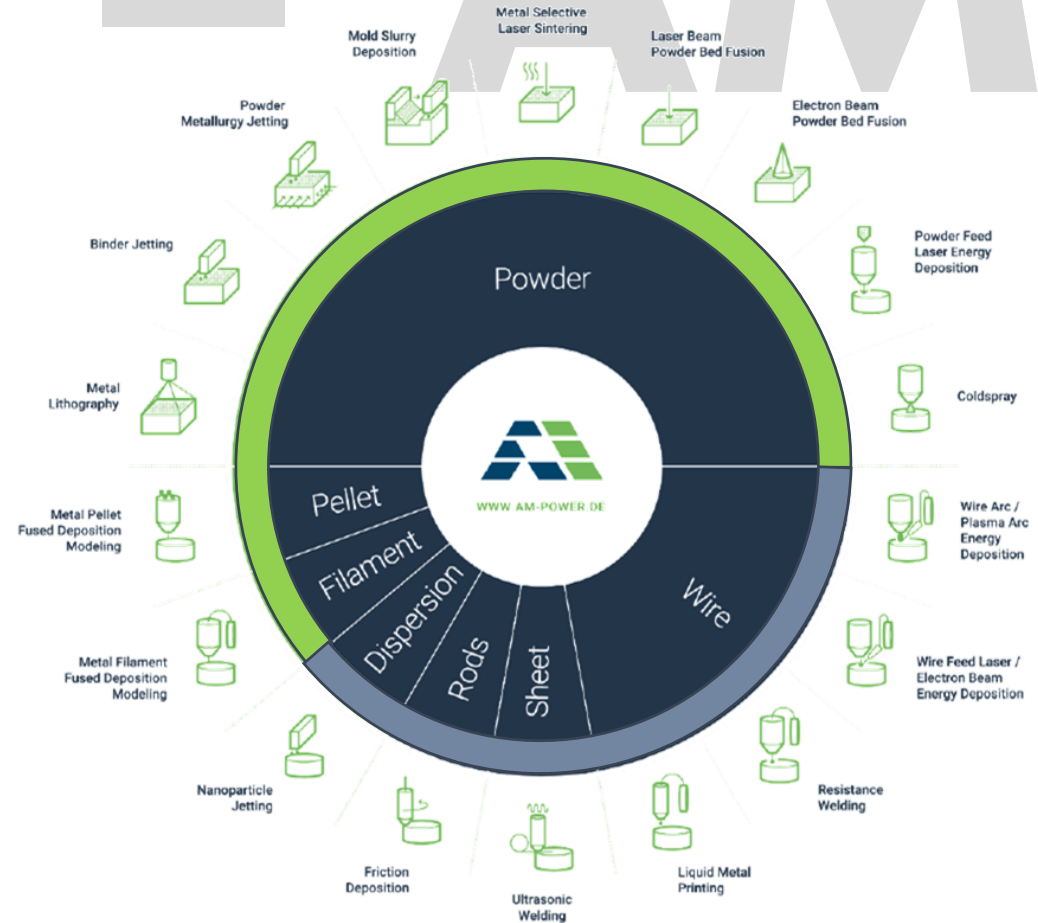 Metal Selective
Laser Sintering
Mold Slurry
Deposition
Laser Beam
Powder Bed Fusion
Powder
Metallurgy Jetting
Electron Beam
Powder Bed Fusion
Binder Jetting
Powder Feed
Laser Energy
Deposition
Powder
Metal
Lithography
Coldspray
WWW.AM-POWER.DE
Pellet
Filament
Dispersion
Rods
Sheet
Wire
Metal Pellet
Fused Deposition
Modeling
Wire Arc /
Plasma Arc
Energy
Deposition
Metal Filament
Fused Deposition
Modeling
Wire Feed Laser /
Electron Beam
Energy Deposition
Nanoparticle
Jetting
Resistance
Welding
Friction
Deposition
Liquid Metal
Printing
Ultrasonic
Welding